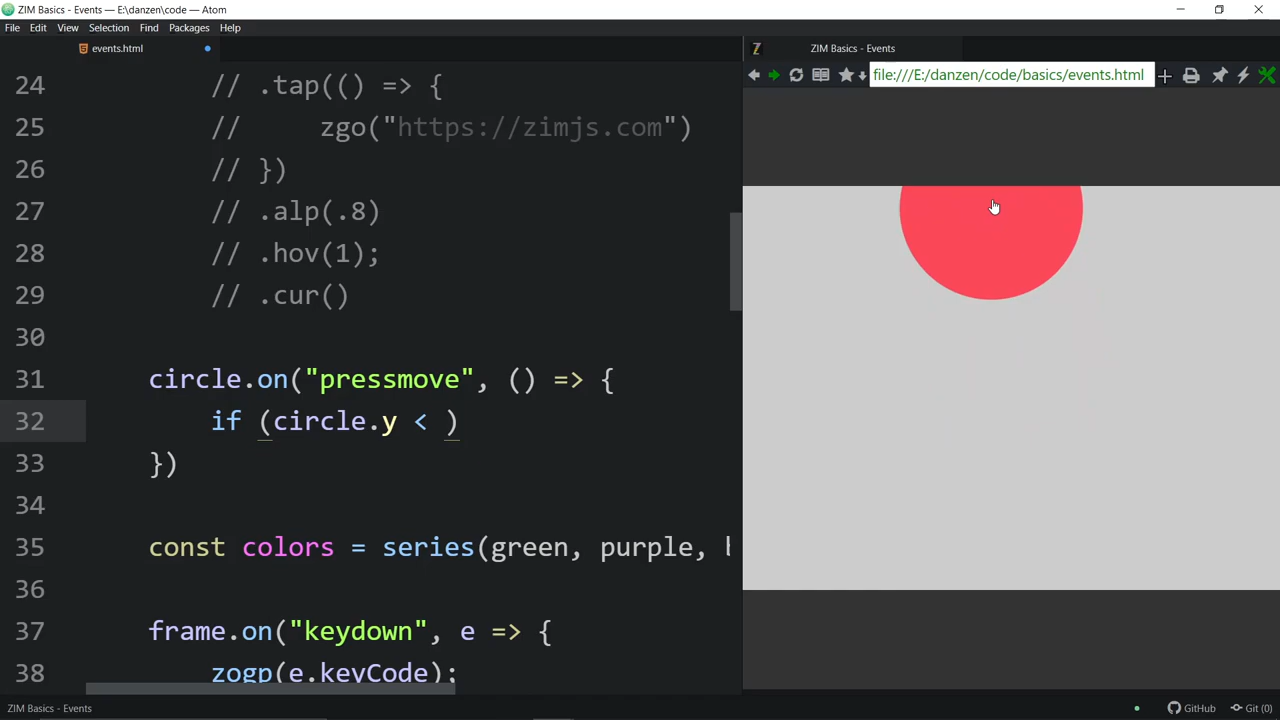 ZIM Basics - Events — E:\danzen\code — Atom
File Edit View Selection Find Packages Help
events.html
ZIM Basics - Events
file:///E:/danzen/code/basics/events.html
24 // .tap(() => {
25 // zgo("https://zimjs.com")
26 // })
27 // .alp(.8)
28 // .hov(1);
29 // .cur()
30
31 circle.on("pressmove", () => {
32 if (circle.y < )
33 })
34
35 const colors = series(green, purple,
36
37 frame.on("keydown", e => {
38 zogp(e.keyCode);
ZIM Basics - Events
GitHub
Git (0)